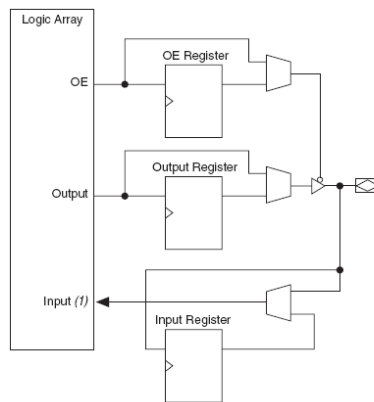 Logic Array
OE Register
OE
Output Register
Output
Input (1)
Input Register